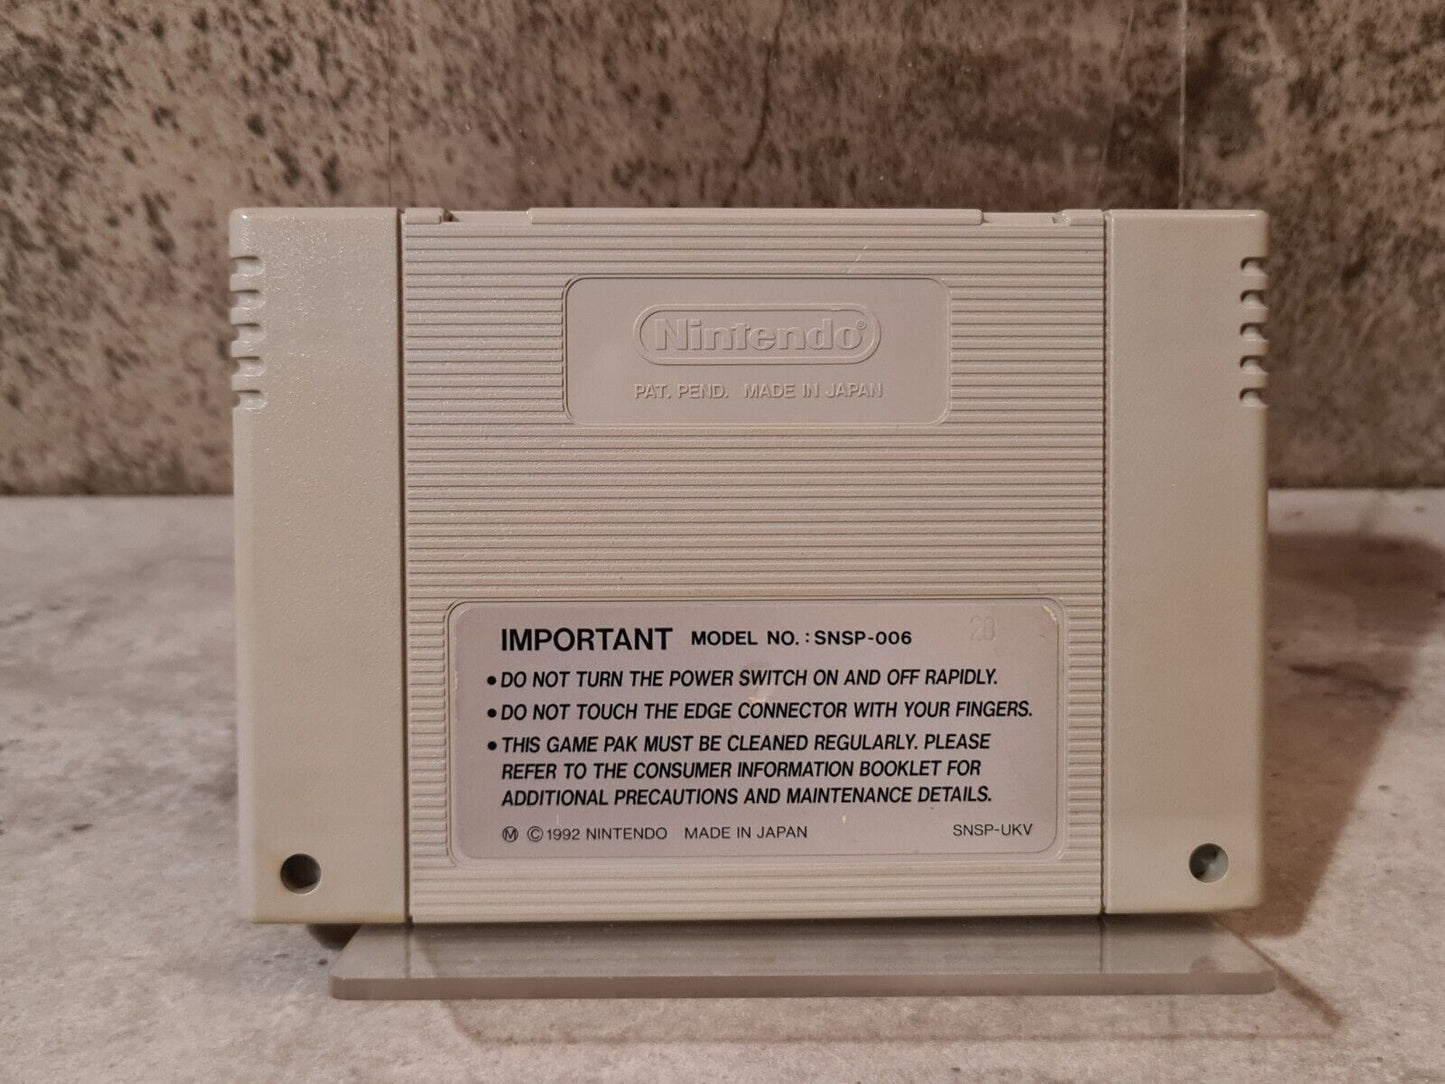 Nintendo®
PAT. PEND. MADE IN JAPAN
IMPORTANT MODEL NO. : SNSP-006 20
• DO NOT TURN THE POWER SWITCH ON AND OFF RAPIDLY.
• DO NOT TOUCH THE EDGE CONNECTOR WITH YOUR FINGERS.
• THIS GAME PAK MUST BE CLEANED REGULARLY. PLEASE
REFER TO THE CONSUMER INFORMATION BOOKLET FOR
ADDITIONAL PRECAUTIONS AND MAINTENANCE DETAILS.
Ⓜ © 1992 NINTENDO MADE IN JAPAN SNSP-UKV